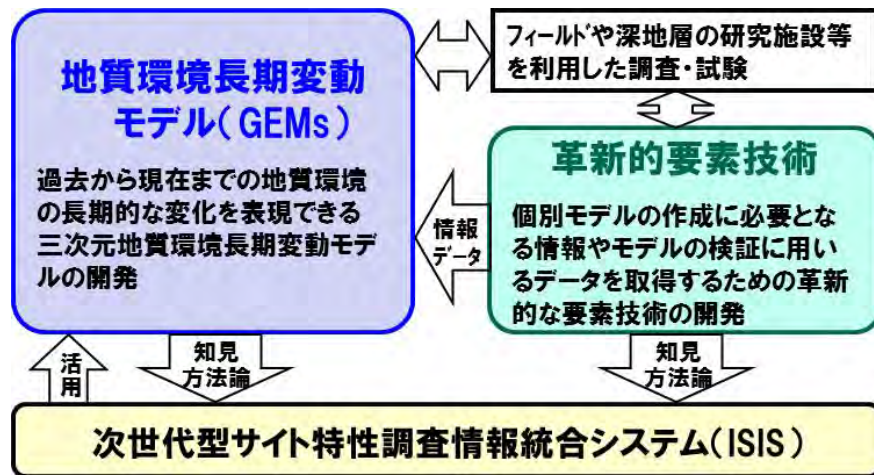 地質環境長期変動
モデル(GEMs)
過去から現在までの地質環境
の長期的な変化を表現できる
三次元地質環境長期変動モデ
ルの開発
フィールドや深地層の研究施設等
を利用した調査・試験
革新的要素技術
個別モデルの作成に必要とな
る情報やモデルの検証に用い
るデータを取得するための革新
的な要素技術の開発
情報
データ
活用
知見
方法論
知見
方法論
次世代型サイト特性調査情報統合システム(ISIS)